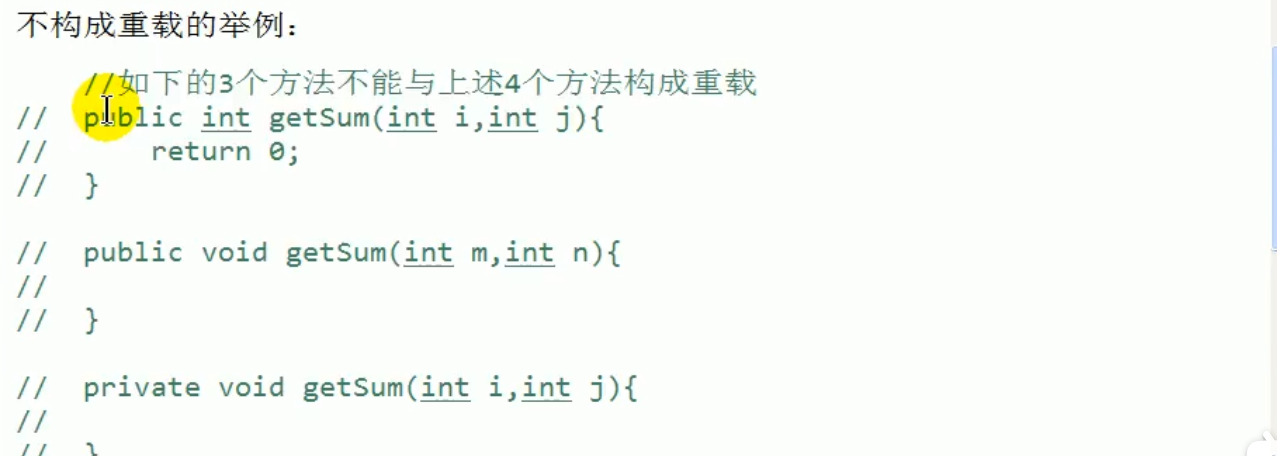 不构成重载的举例：
//如下的3个方法不能与上述4个方法构成重载
// public int getSum(int i,int j){
// return 0;
// }
// public void getSum(int m,int n){
//
// }
// private void getSum(int i,int j){
//
// }